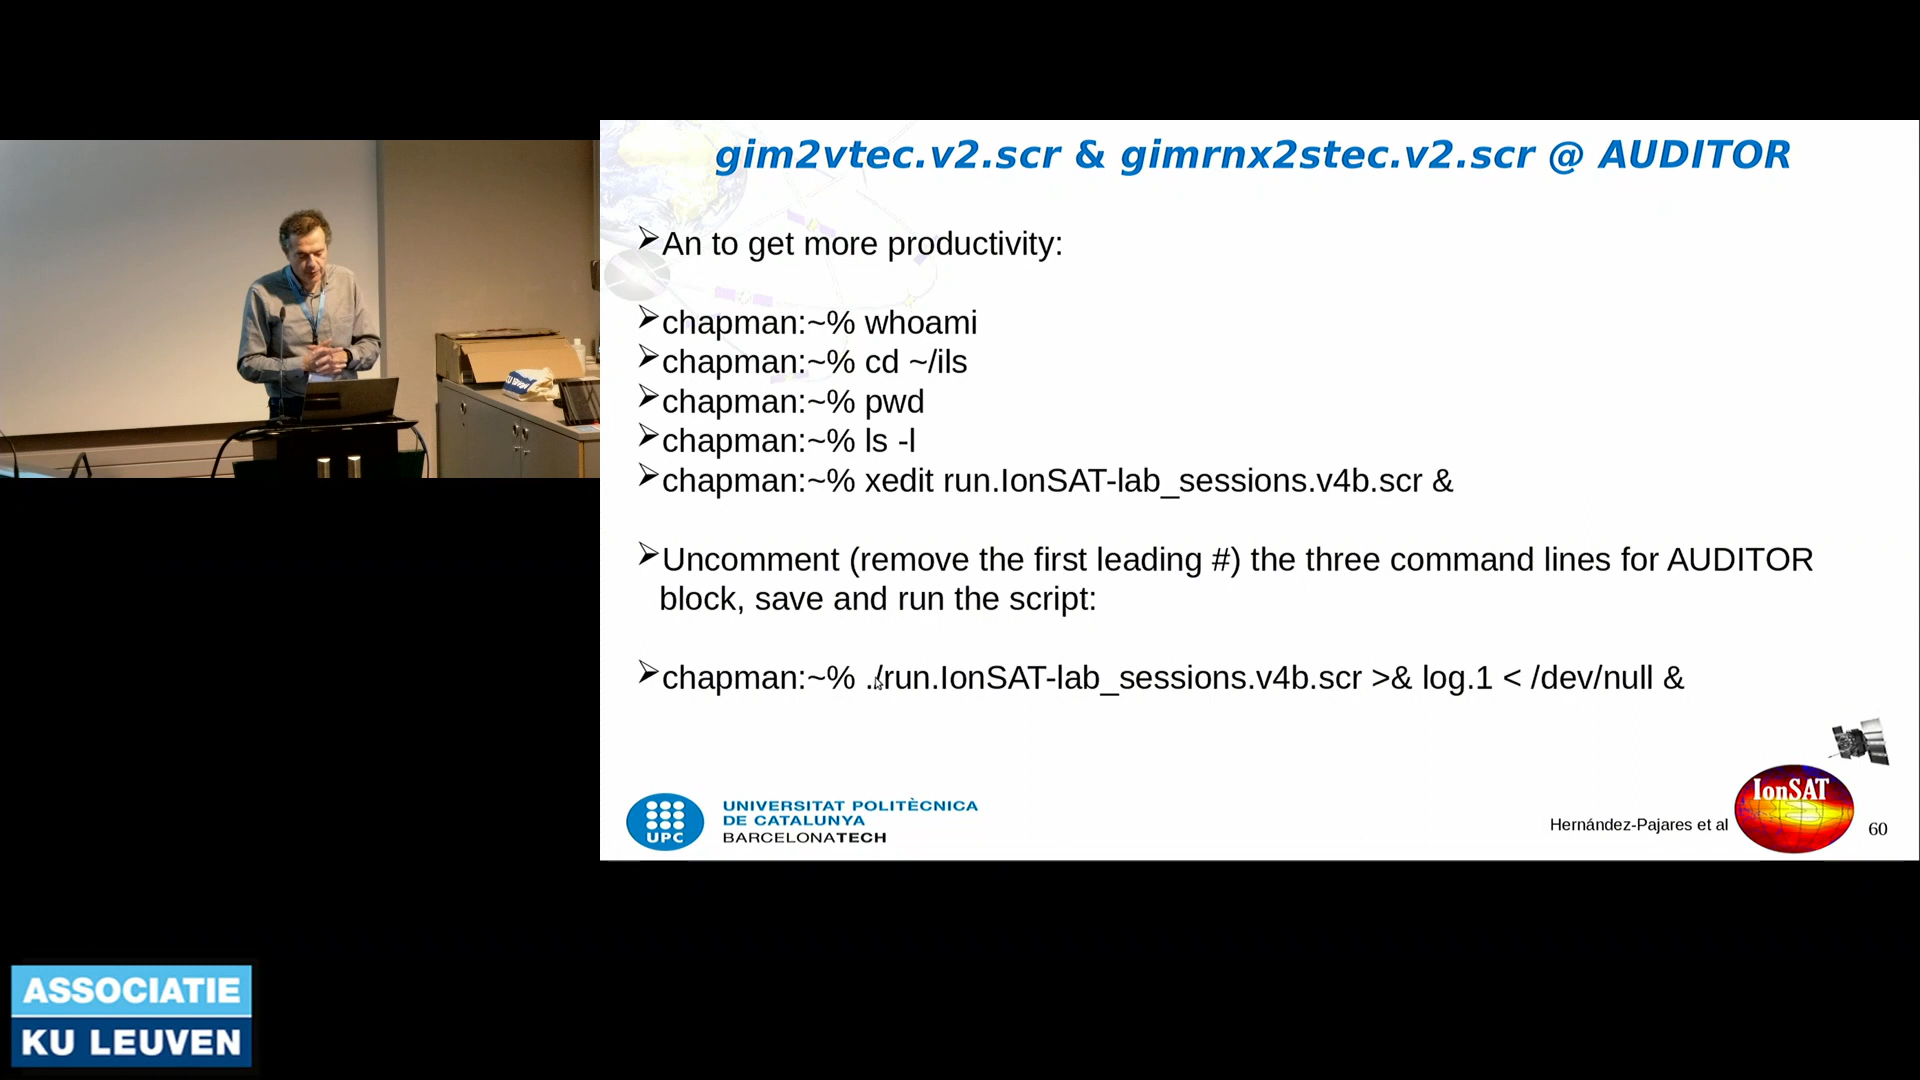 gim2vtec.v2.scr & gimrnx2stec.v2.scr @ AUDITOR
An to get more productivity:
chapman:~% whoami
chapman:~% cd ~/ils
chapman:~% pwd
chapman:~% ls -l
chapman:~% xedit run.IonSAT-lab_sessions.v4b.scr &
Uncomment (remove the first leading #) the three command lines for AUDITOR
block, save and run the script:
chapman:~% ./run.IonSAT-lab_sessions.v4b.scr >& log.1 < /dev/null &
UPC
UNIVERSITAT POLITÈCNICA
DE CATALUNYA
BARCELONATECH
Hernández-Pajares et al
IonSAT
60
ASSOCIATIE
KU LEUVEN